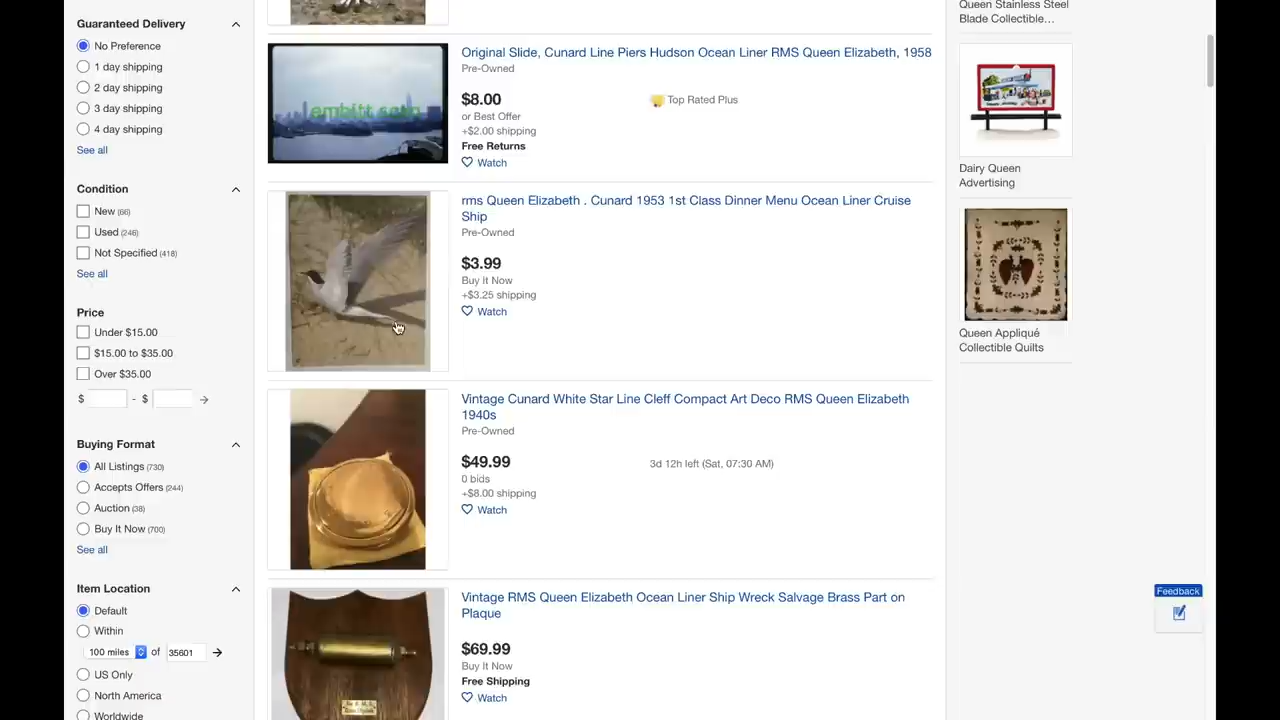 Guaranteed Delivery
No Preference
1 day shipping
2 day shipping
3 day shipping
4 day shipping
See all
Condition
New (66)
Used (246)
Not Specified (418)
See all
Price
Under $15.00
$15.00 to $35.00
Over $35.00
$ - $
Buying Format
All Listings (730)
Accepts Offers (244)
Auction (38)
Buy It Now (700)
See all
Item Location
Default
Within
100 miles of 35601
US Only
North America
Worldwide
Original Slide, Cunard Line Piers Hudson Ocean Liner RMS Queen Elizabeth, 1958
Pre-Owned
$8.00
Top Rated Plus
or Best Offer
+$2.00 shipping
Free Returns
Watch
rms Queen Elizabeth . Cunard 1953 1st Class Dinner Menu Ocean Liner Cruise
Ship
Pre-Owned
$3.99
Buy It Now
+$3.25 shipping
Watch
Vintage Cunard White Star Line Cleff Compact Art Deco RMS Queen Elizabeth
1940s
Pre-Owned
$49.99
3d 12h left (Sat, 07:30 AM)
0 bids
+$8.00 shipping
Watch
Vintage RMS Queen Elizabeth Ocean Liner Ship Wreck Salvage Brass Part on
Plaque
$69.99
Buy It Now
Free Shipping
Watch
Queen Stainless Steel
Blade Collectible…
Dairy Queen
Advertising
Queen Appliqué
Collectible Quilts
Feedback